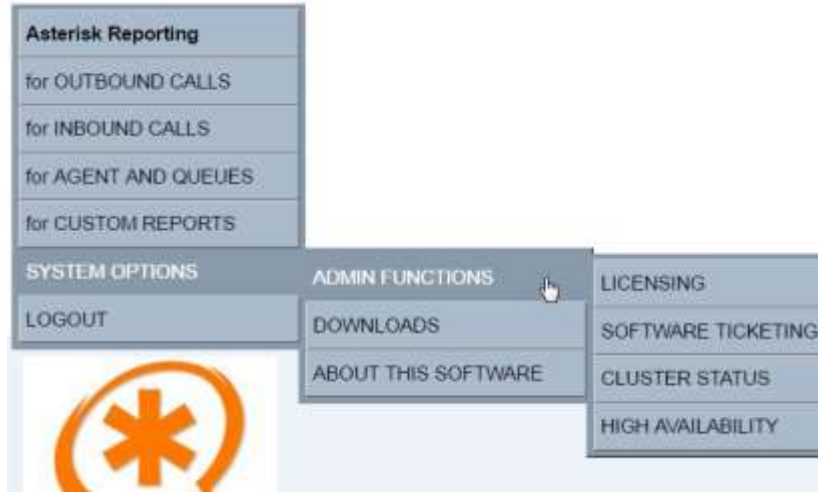 Asterisk Reporting
for OUTBOUND CALLS
for INBOUND CALLS
for AGENT AND QUEUES
for CUSTOM REPORTS
SYSTEM OPTIONS
LOGOUT
ADMIN FUNCTIONS
DOWNLOADS
ABOUT THIS SOFTWARE
LICENSING
SOFTWARE TICKETING
CLUSTER STATUS
HIGH AVAILABILITY